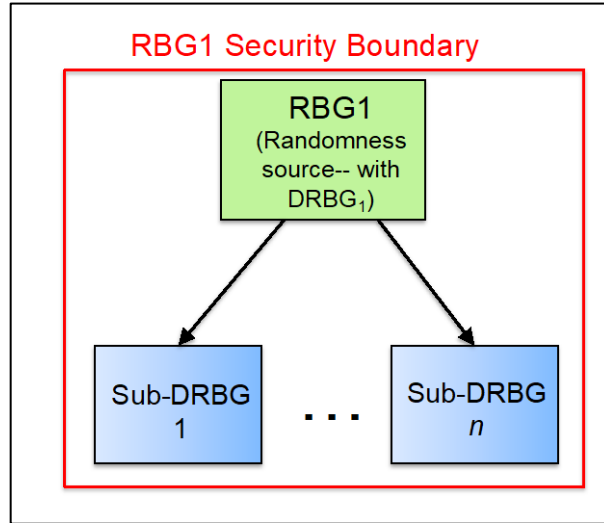 RBG1 Security Boundary
RBG1
(Randomness
source-- with
DRBG₁)
Sub-DRBG
1
. . .
Sub-DRBG
n